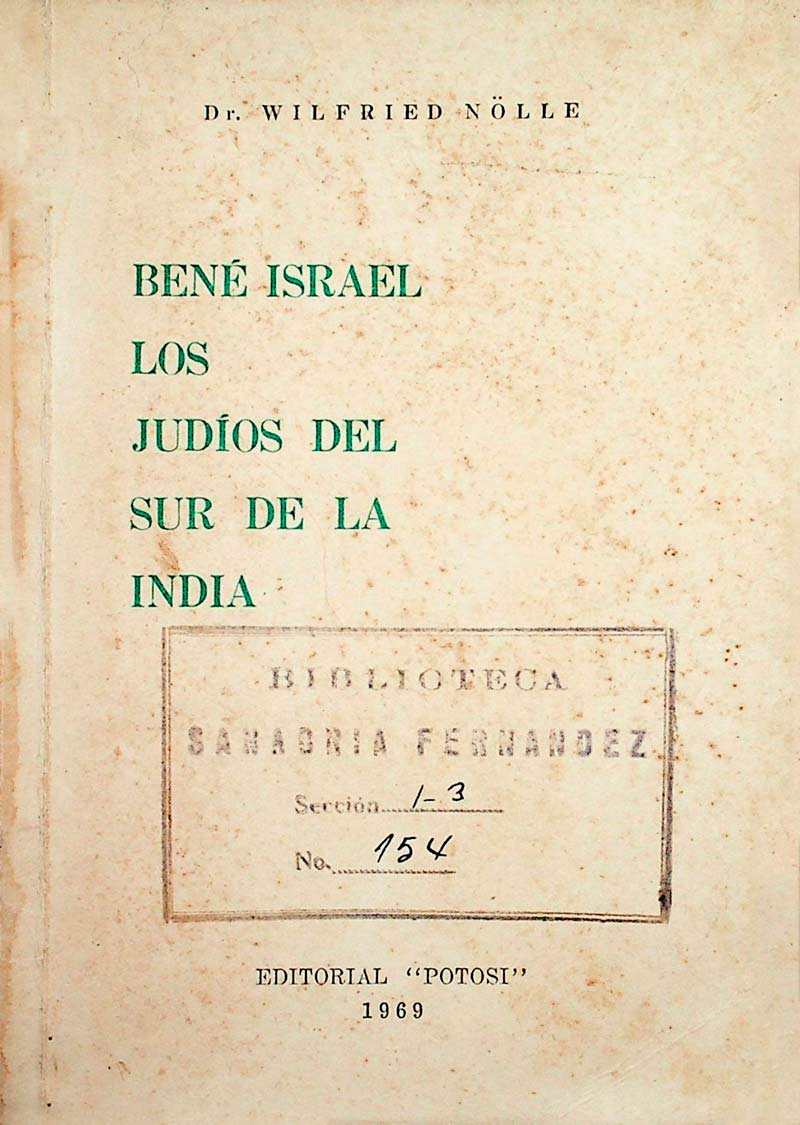 Dr. WILFRIED NÖLLE
BENÉ ISRAEL
LOS
JUDÍOS DEL
SUR DE LA
INDIA
BIBLIOTECA
SANABRIA FERNANDEZ
Sección 1-3
No. 154
EDITORIAL "POTOSI"
1969